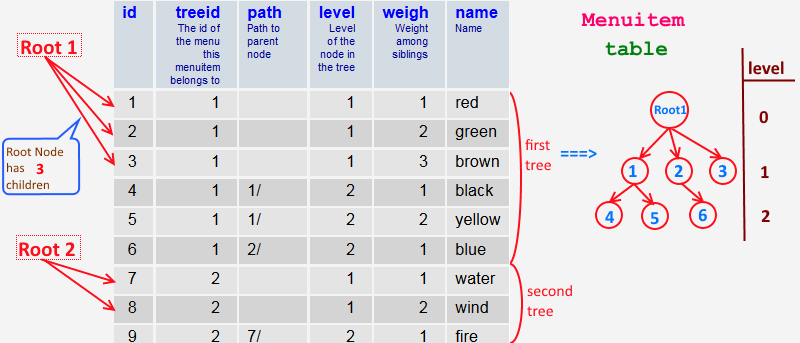 id treeid path level weigh name
The id of the menu this menuitem belongs to
Path to parent node
Level of the node in the tree
Weight among siblings
Name
Root 1
Root Node has 3 children
Root 2
1 1 1 1 red
2 1 1 2 green
3 1 1 3 brown
4 1 1/ 2 1 black
5 1 1/ 2 2 yellow
6 1 2/ 2 1 blue
7 2 1 1 water
8 2 1 2 wind
9 2 7/ 2 1 fire
first tree
===>
second tree
Menuitem
table
level
Root1
0
1 2 3
1
4 5 6
2